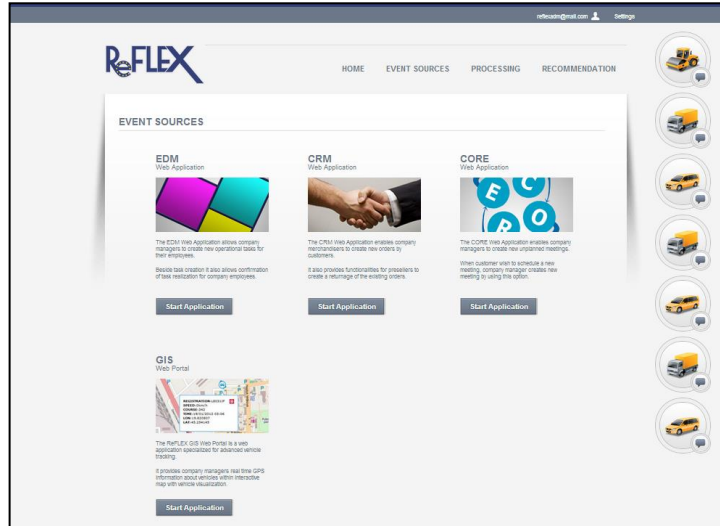 reflexadm@mail.com Settings
ReFLEX
HOME EVENT SOURCES PROCESSING RECOMMENDATION
EVENT SOURCES
EDM
Web Application
The EDM Web Application allows company
managers to create new operational tasks for
their employees.
Beside task creation it also allows confirmation
of task realization for company employees.
Start Application
CRM
Web Application
The CRM Web Application enables company
merchandisers to create new orders by
customers.
It also provides functionalities for presellers to
create a returnage of the existing orders.
Start Application
CORE
Web Application
E
C
R
O
The CORE Web Application enables company
managers to create new unplanned meetings.
When customer wish to schedule a new
meeting, company manager creates new
meeting by using this option.
Start Application
GIS
Web Portal
The ReFLEX GIS Web Portal is a web
application specialized for advanced vehicle
tracking.
It provides company managers real time GPS
information about vehicles within interactive
map with vehicle visualization.
Start Application